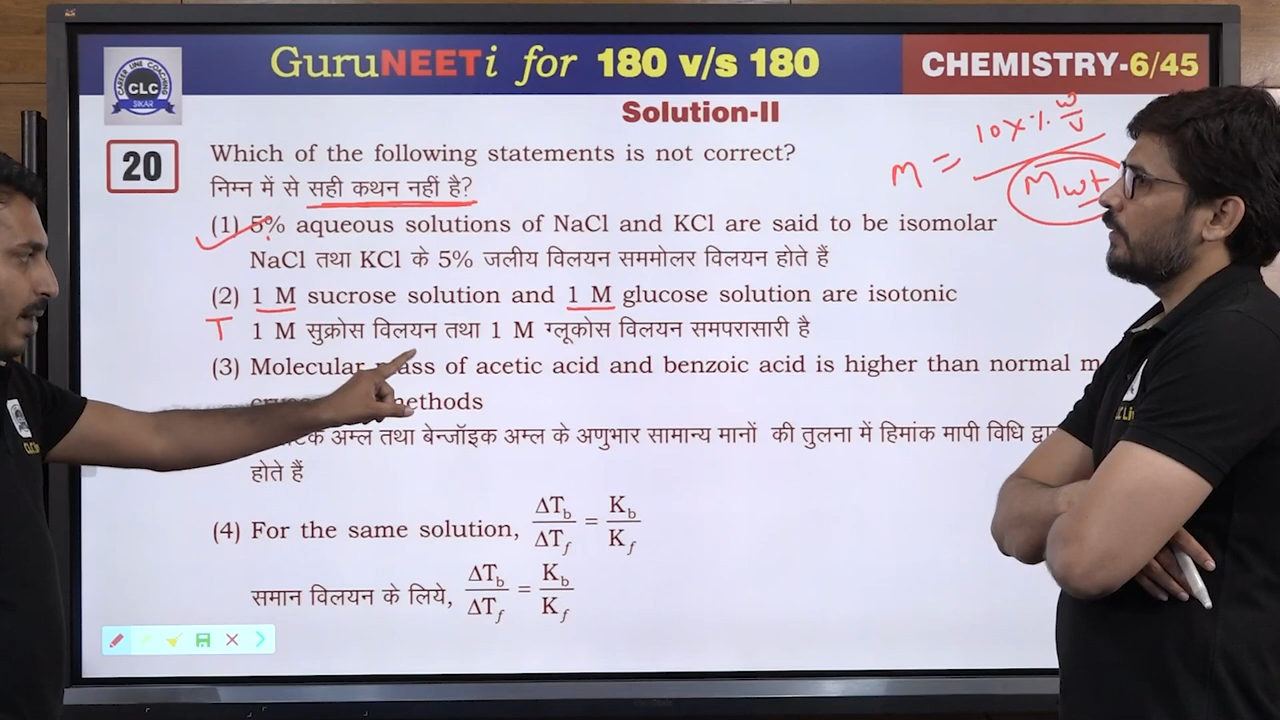 CAREER LINE COACHING
CLC
SIKAR
GuruNEETi for 180 v/s 180
CHEMISTRY-6/45
Solution-II
M = 10 x % w/v / Mwt
20
Which of the following statements is not correct?
निम्न में से सही कथन नहीं है?
(1) 5% aqueous solutions of NaCl and KCl are said to be isomolar
NaCl तथा KCl के 5% जलीय विलयन सममोलर विलयन होते हैं
(2) 1 M sucrose solution and 1 M glucose solution are isotonic
T 1 M सुक्रोस विलयन तथा 1 M ग्लूकोस विलयन समपरासारी है
(3) Molecular mass of acetic acid and benzoic acid is higher than normal
अम्ल तथा बेन्जॉइक अम्ल के अणुभार सामान्य मानों की तुलना में हिमांक मापी विधि
होते हैं
(4) For the same solution, ΔTb/ΔTf = Kb/Kf
समान विलयन के लिये, ΔTb/ΔTf = Kb/Kf